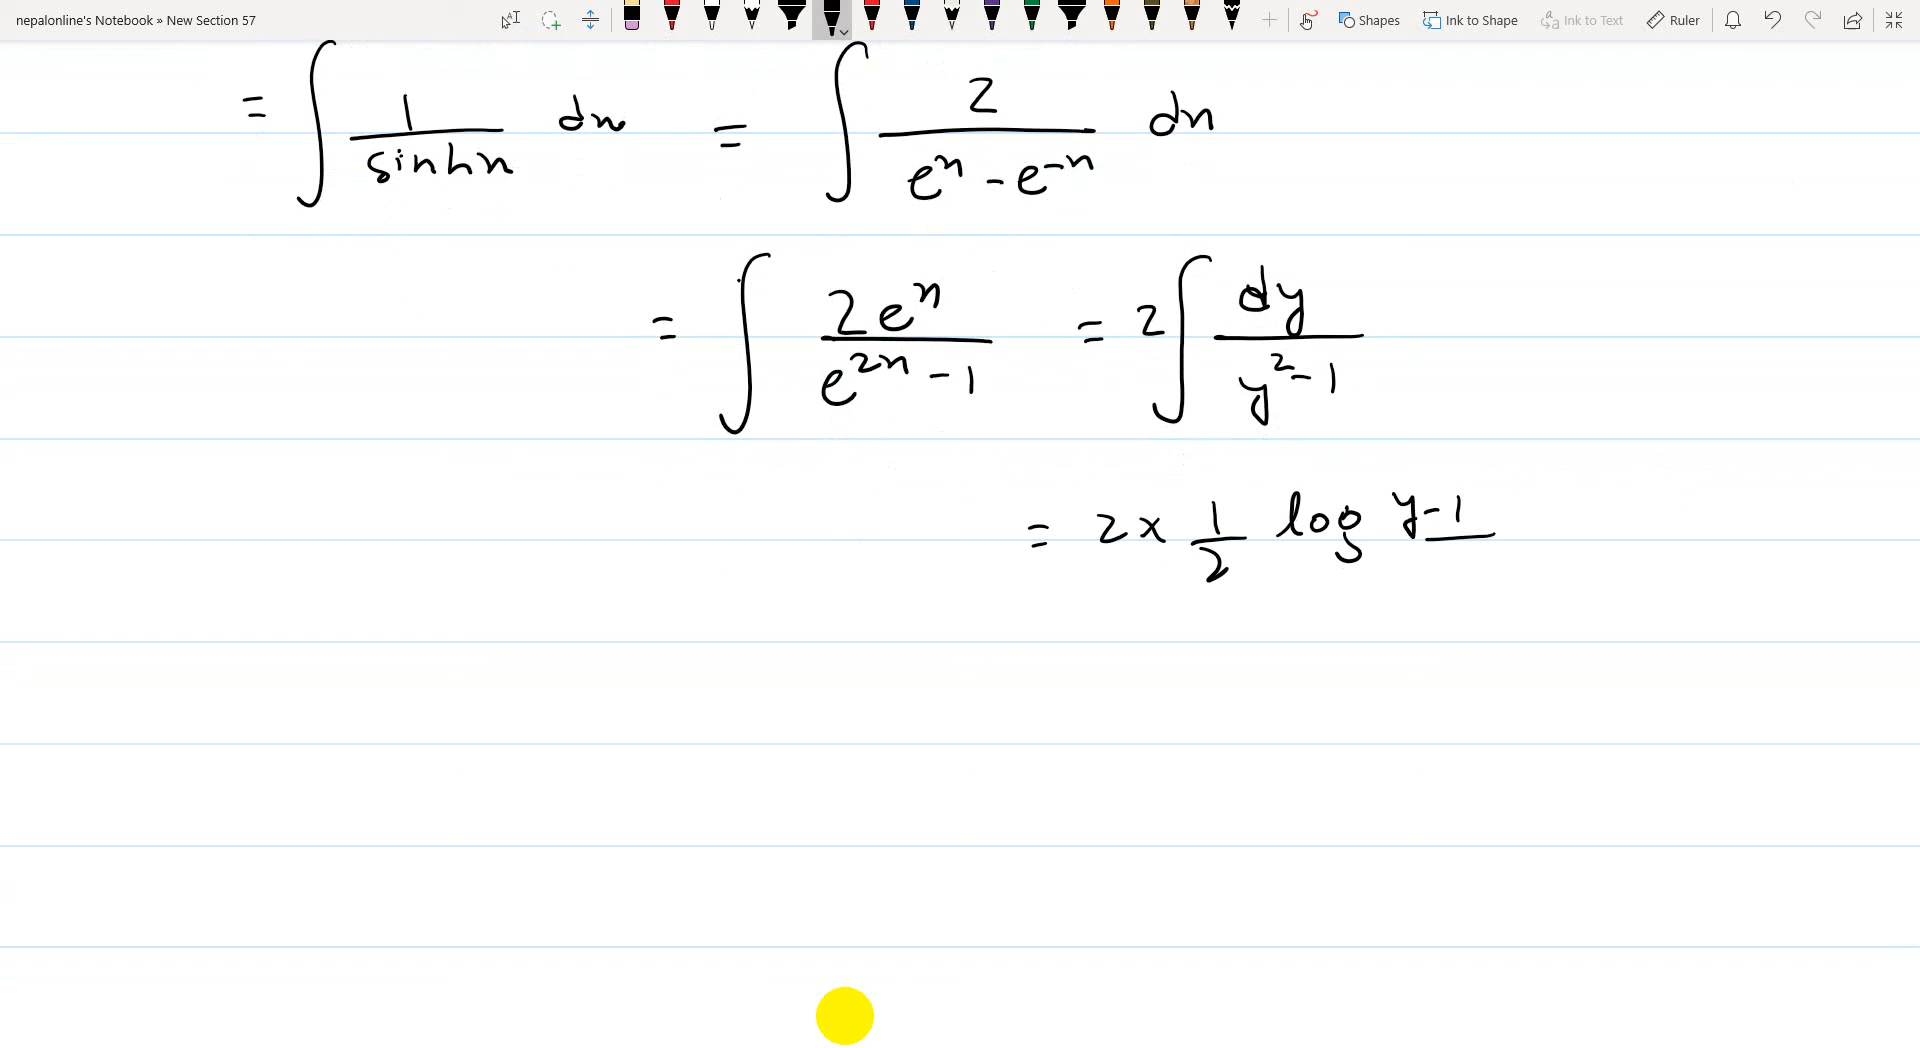 nepalonline's Notebook » New Section 57 Shapes Ink to Shape Ink to Text Ruler
= ∫ 1/sinhx dx = ∫ 2/(eˣ - e⁻ˣ) dx
= ∫ 2eˣ/(e²ˣ - 1) = 2 ∫ dy/(y² - 1)
= 2 x 1/2 log y-1